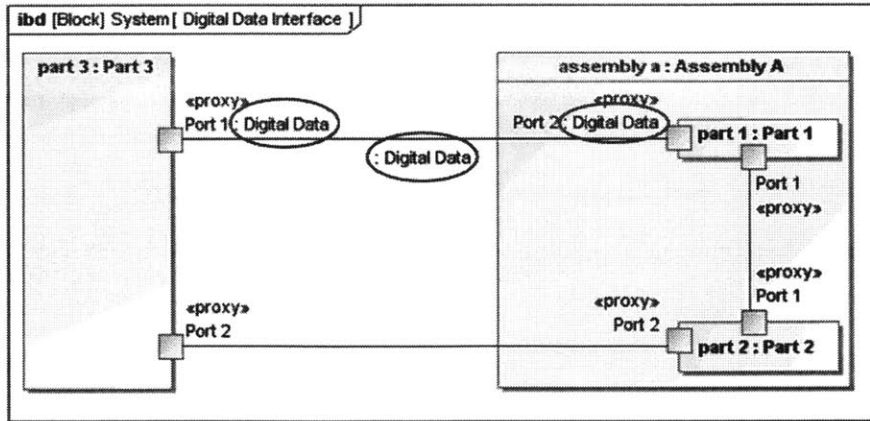 ibd [Block] System[ Digital Data Interface ]
part 3 : Part 3
assembly a : Assembly A
«proxy»
Port 1 : Digital Data
: Digital Data
«proxy»
Port 2 : Digital Data
part 1 : Part 1
Port 1
«proxy»
«proxy»
Port 1
«proxy»
Port 2
«proxy»
Port 2
part 2 : Part 2